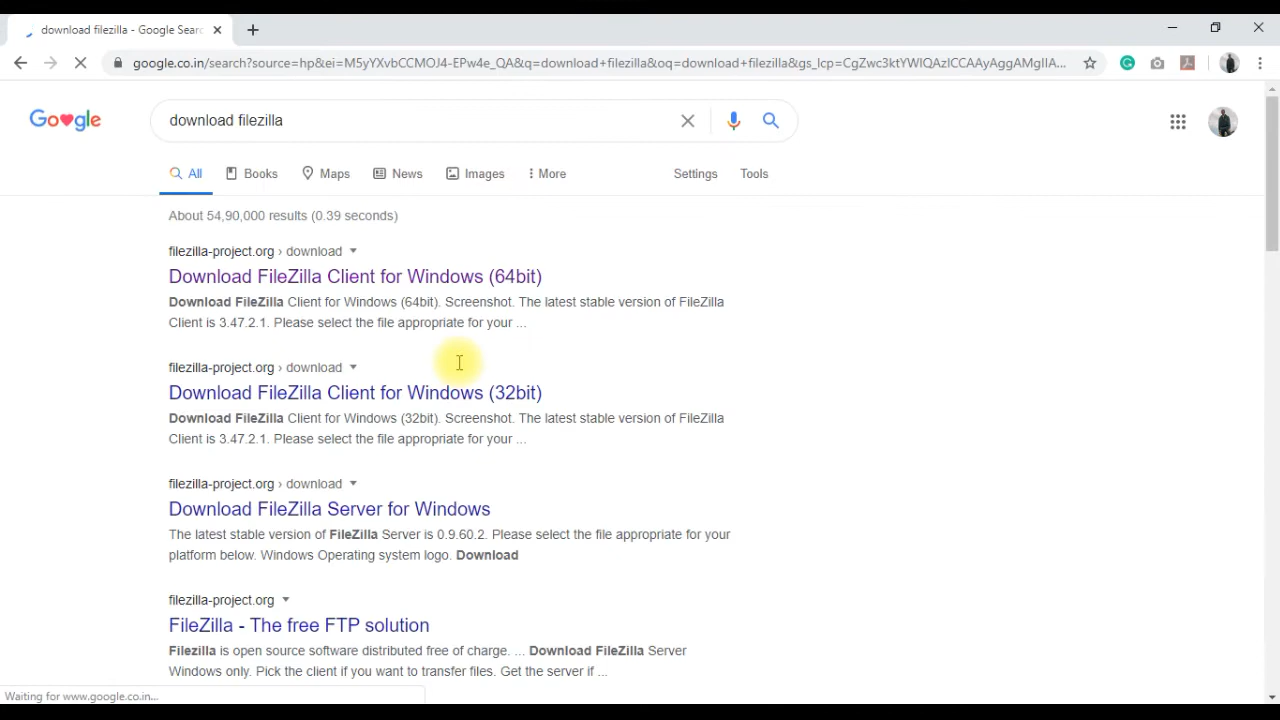 download filezilla - Google Searc
google.co.in/search?source=hp&ei=M5yYXvbCCMOJ4-EPw4e_QA&q=download+filezilla&oq=download+filezilla&gs_lcp=CgZwc3ktYWIQAzICCAAyAggAMgIIA...
Google
download filezilla
All Books Maps News Images More Settings Tools
About 54,90,000 results (0.39 seconds)
filezilla-project.org › download
Download FileZilla Client for Windows (64bit)
Download FileZilla Client for Windows (64bit). Screenshot. The latest stable version of FileZilla
Client is 3.47.2.1. Please select the file appropriate for your ...
filezilla-project.org › download
Download FileZilla Client for Windows (32bit)
Download FileZilla Client for Windows (32bit). Screenshot. The latest stable version of FileZilla
Client is 3.47.2.1. Please select the file appropriate for your ...
filezilla-project.org › download
Download FileZilla Server for Windows
The latest stable version of FileZilla Server is 0.9.60.2. Please select the file appropriate for your
platform below. Windows Operating system logo. Download
filezilla-project.org
FileZilla - The free FTP solution
Filezilla is open source software distributed free of charge. ... Download FileZilla Server
Windows only. Pick the client if you want to transfer files. Get the server if ...
Waiting for www.google.co.in...